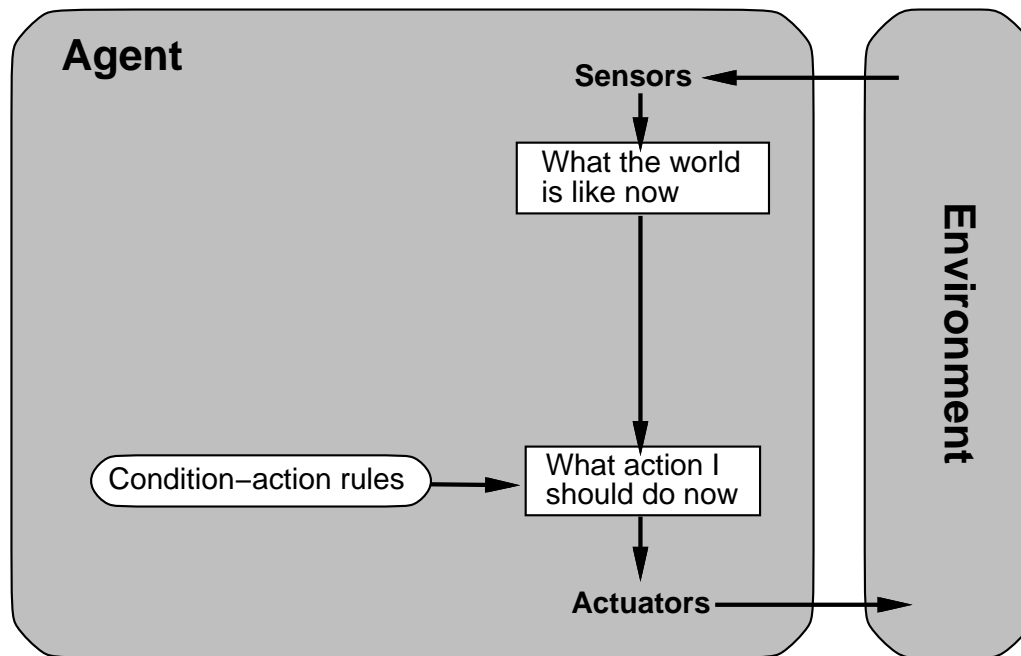 Agent
Sensors
What the world
is like now
Environment
Condition−action rules
What action I
should do now
Actuators